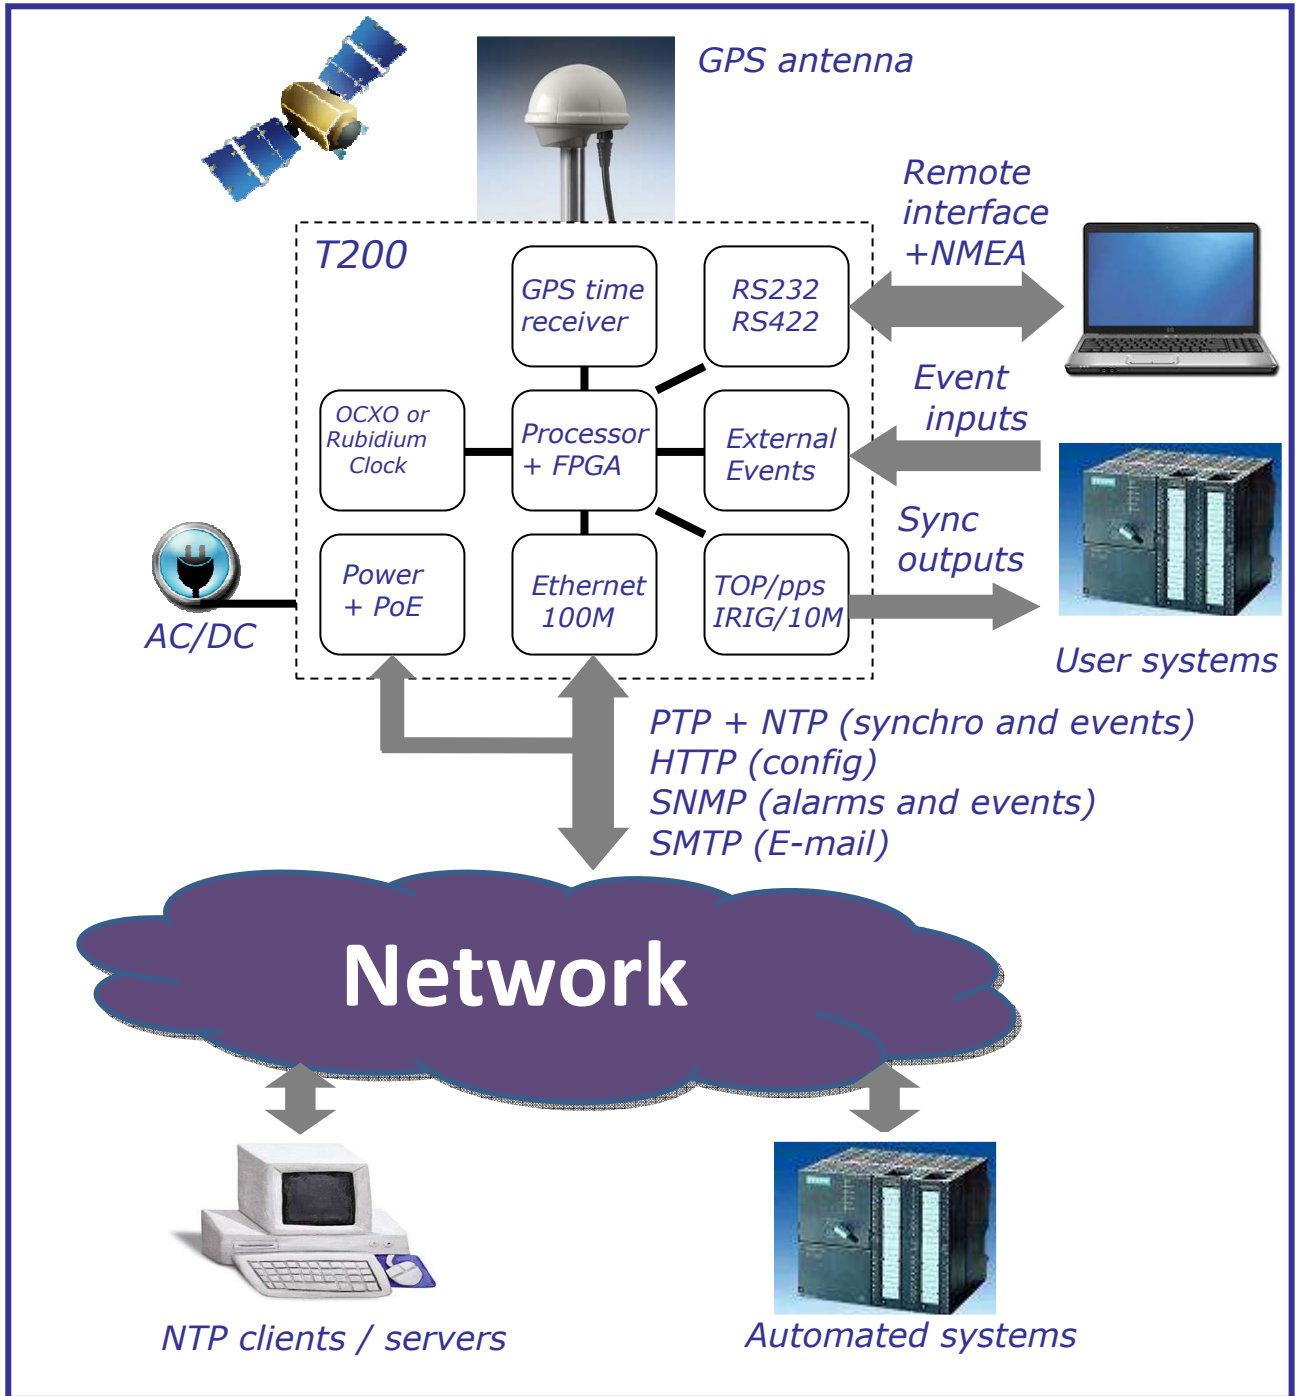 GPS antenna
Remote
interface
+NMEA
T200
GPS time
receiver
RS232
RS422
Event
inputs
OCXO or
Rubidium
Clock
Processor
+ FPGA
External
Events
Sync
outputs
Power
+ PoE
Ethernet
100M
TOP/pps
IRIG/10M
AC/DC
User systems
PTP + NTP (synchro and events)
HTTP (config)
SNMP (alarms and events)
SMTP (E-mail)
Network
NTP clients / servers
Automated systems